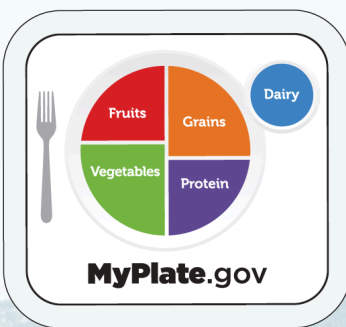 Fruits
Grains
Dairy
Vegetables
Protein
MyPlate.gov